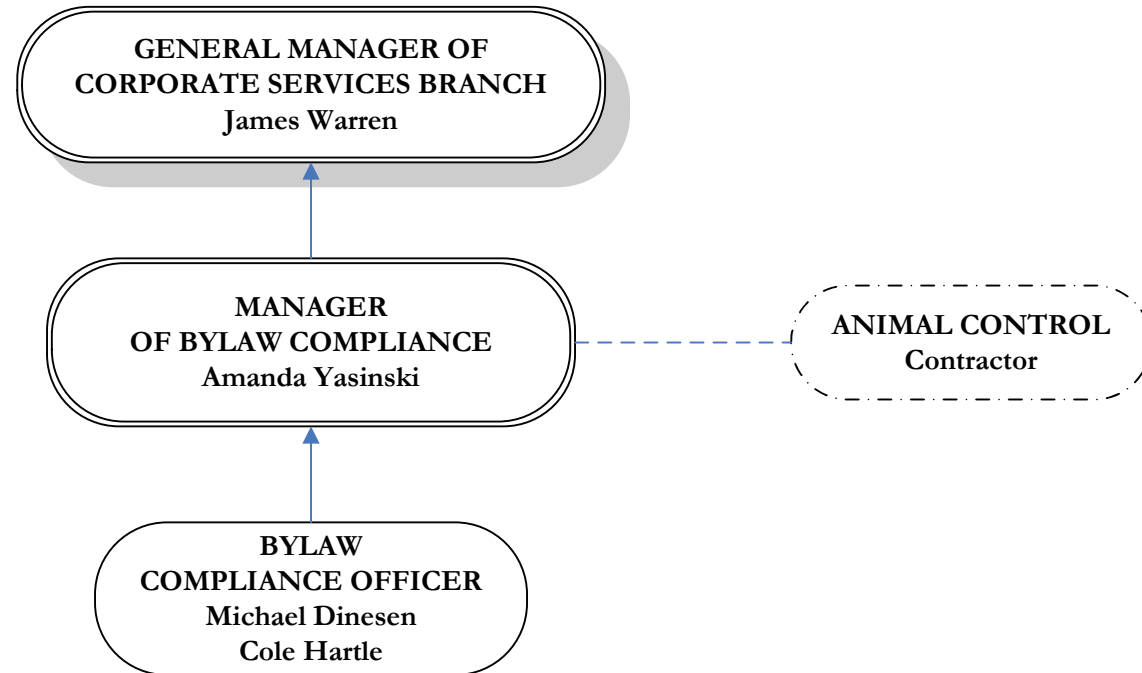 GENERAL MANAGER OF
CORPORATE SERVICES BRANCH
James Warren
MANAGER
OF BYLAW COMPLIANCE
Amanda Yasinski
ANIMAL CONTROL
Contractor
BYLAW
COMPLIANCE OFFICER
Michael Dinesen
Cole Hartle